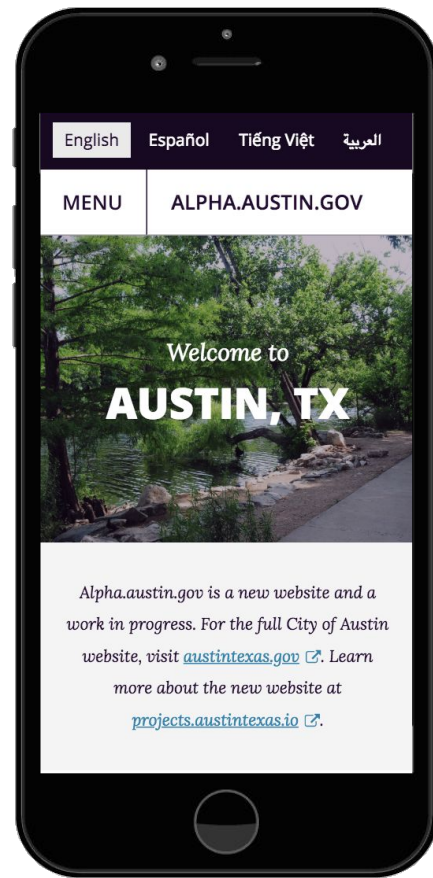 English Español Tiếng Việt العربية
MENU ALPHA.AUSTIN.GOV
Welcome to
AUSTIN, TX
Alpha.austin.gov is a new website and a
work in progress. For the full City of Austin
website, visit austintexas.gov. Learn
more about the new website at
projects.austintexas.io.